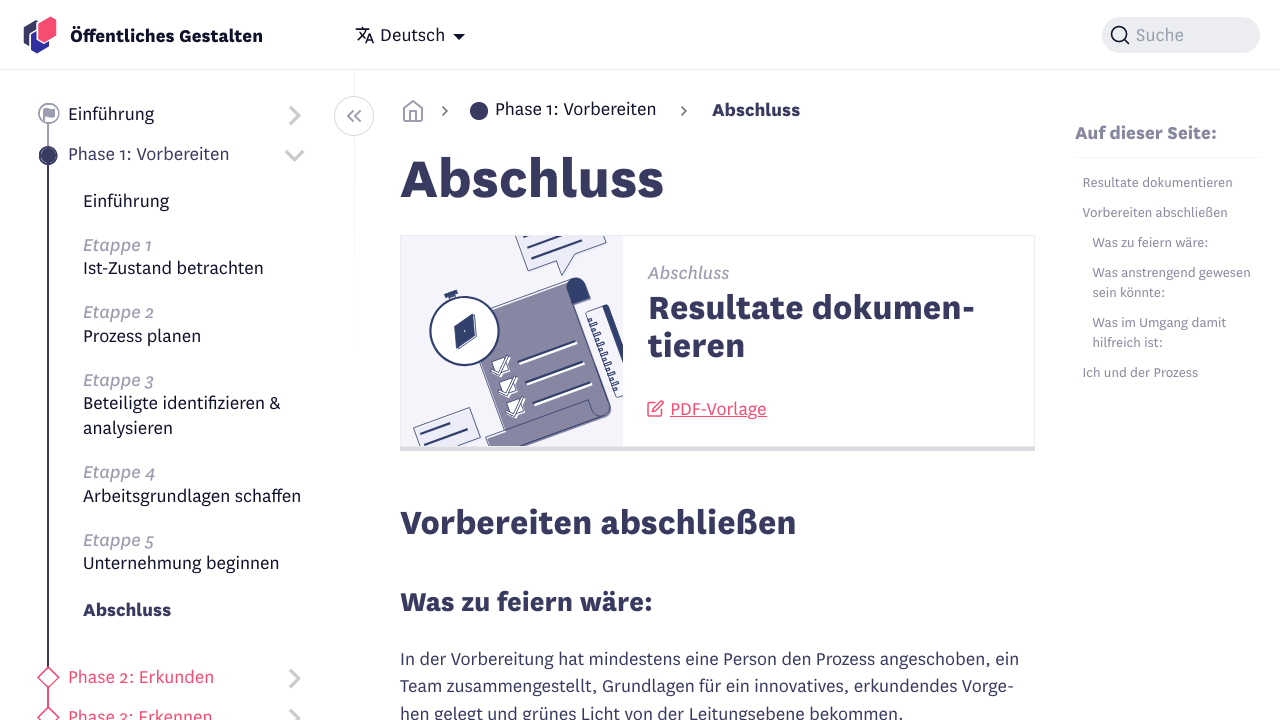 Öffentliches Gestalten
Deutsch
Suche
Einführung
Phase 1: Vorbereiten
Einführung
Etappe 1
Ist-Zustand betrachten
Etappe 2
Prozess planen
Etappe 3
Beteiligte identifizieren &
analysieren
Etappe 4
Arbeitsgrundlagen schaffen
Etappe 5
Unternehmung beginnen
Abschluss
Phase 2: Erkunden
Phase 3: Erkennen
Phase 1: Vorbereiten
Abschluss
Abschluss
Abschluss
Resultate dokumen-
tieren
PDF-Vorlage
Vorbereiten abschließen
Was zu feiern wäre:
In der Vorbereitung hat mindestens eine Person den Prozess angeschoben, ein
Team zusammengestellt, Grundlagen für ein innovatives, erkundendes Vorge-
hen gelegt und grünes Licht von der Leitungsebene bekommen.
Auf dieser Seite:
Resultate dokumentieren
Vorbereiten abschließen
Was zu feiern wäre:
Was anstrengend gewesen
sein könnte:
Was im Umgang damit
hilfreich ist:
Ich und der Prozess